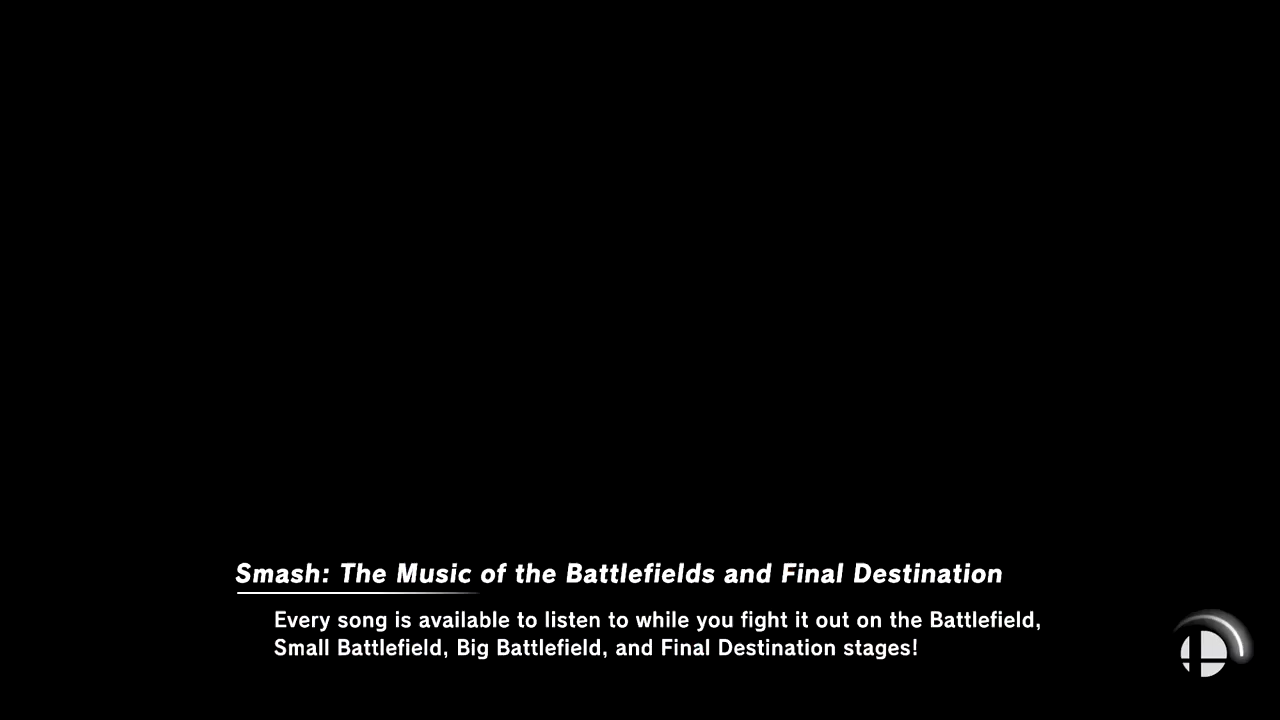 Smash: The Music of the Battlefields and Final Destination
Every song is available to listen to while you fight it out on the Battlefield,
Small Battlefield, Big Battlefield, and Final Destination stages!